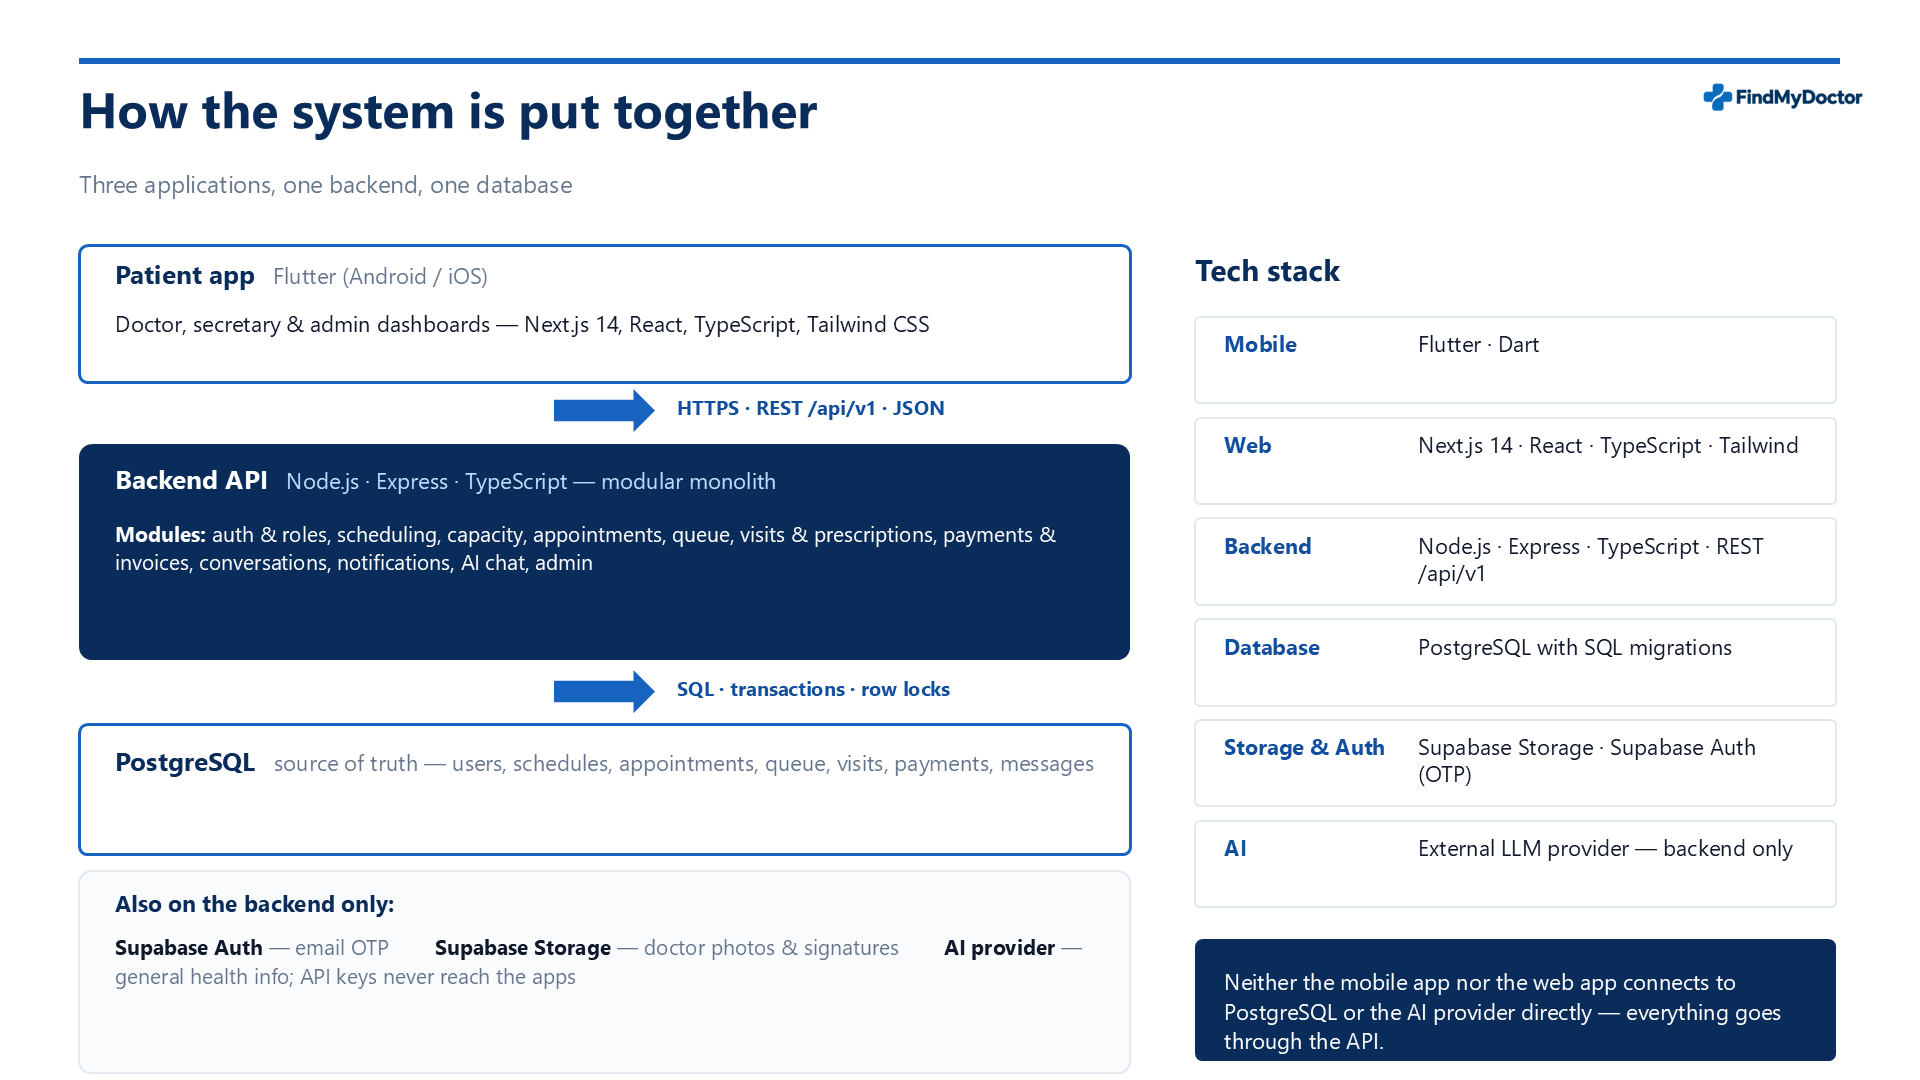 How the system is put together
FindMyDoctor
Three applications, one backend, one database
Patient app Flutter (Android / iOS)
Doctor, secretary & admin dashboards — Next.js 14, React, TypeScript, Tailwind CSS
HTTPS · REST /api/v1 · JSON
Backend API Node.js · Express · TypeScript — modular monolith
Modules: auth & roles, scheduling, capacity, appointments, queue, visits & prescriptions, payments &
invoices, conversations, notifications, AI chat, admin
SQL · transactions · row locks
PostgreSQL source of truth — users, schedules, appointments, queue, visits, payments, messages
Also on the backend only:
Supabase Auth — email OTP Supabase Storage — doctor photos & signatures AI provider —
general health info; API keys never reach the apps
Tech stack
Mobile Flutter · Dart
Web Next.js 14 · React · TypeScript · Tailwind
Backend Node.js · Express · TypeScript · REST
/api/v1
Database PostgreSQL with SQL migrations
Storage & Auth Supabase Storage · Supabase Auth
(OTP)
AI External LLM provider — backend only
Neither the mobile app nor the web app connects to
PostgreSQL or the AI provider directly — everything goes
through the API.